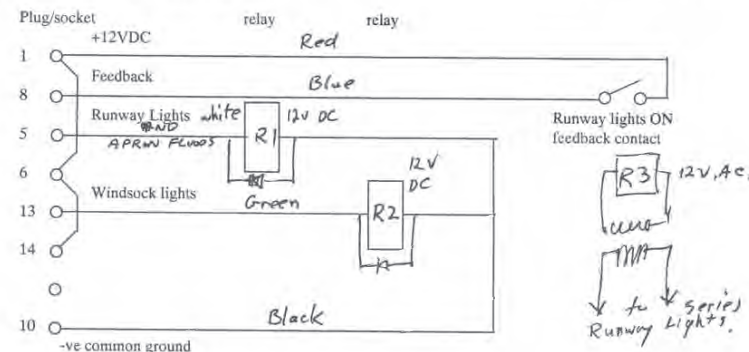 Plug/socket
relay relay
+12VDC Red
1
Feedback Blue
8
Runway Lights white R1 12V DC
AND
APRON FLOODS
5
Runway lights ON
feedback contact
12V
DC
6
R3 12V, AC,
Windsock lights Green
R2
13
14
to Series
Runway Lights.
Black
10
-ve common ground